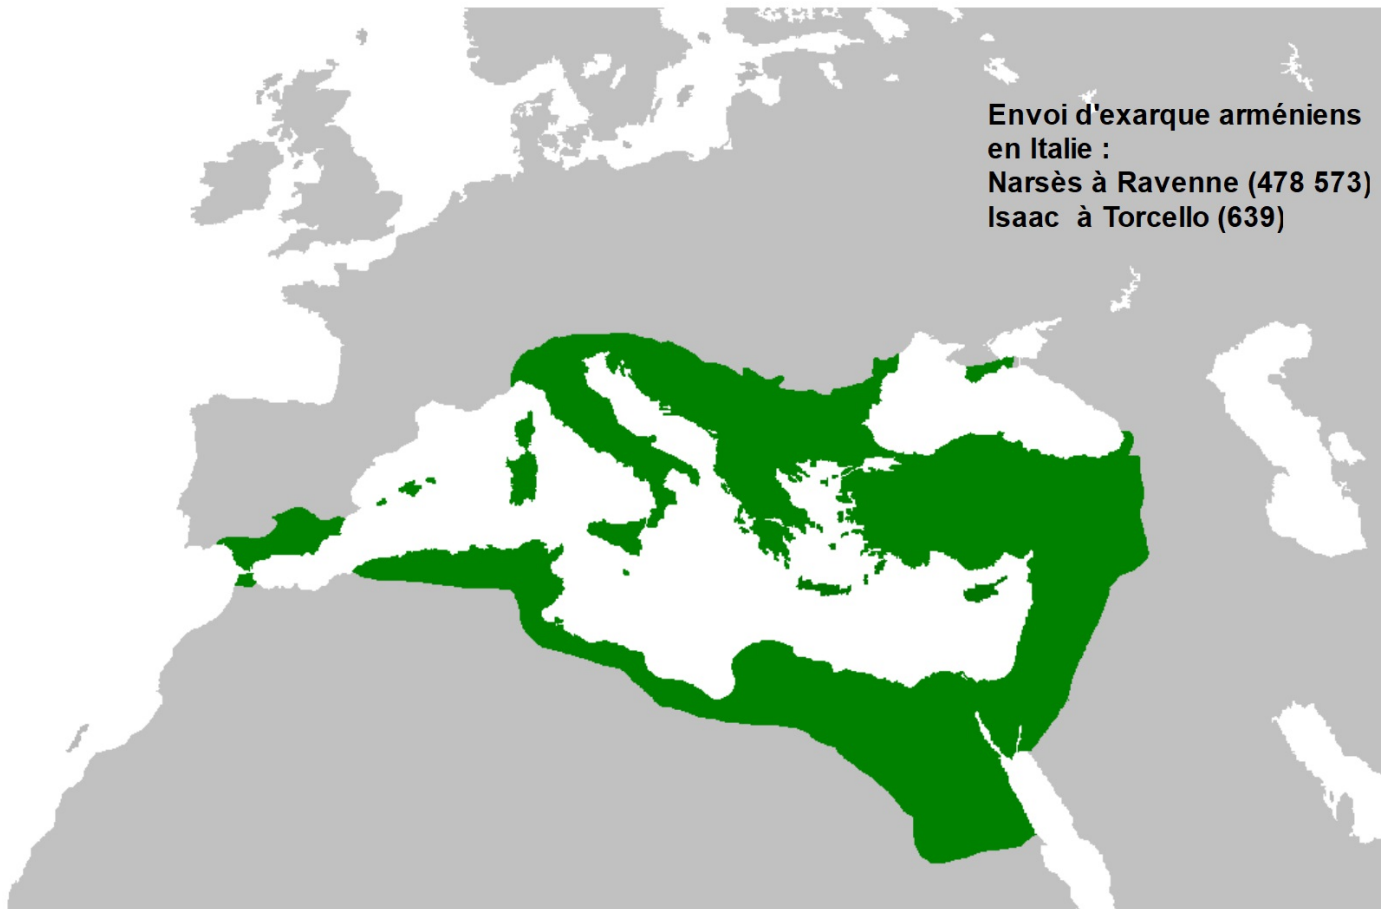 Envoi d'exarque arméniens
en Italie :
Narsès à Ravenne (478 573)
Isaac à Torcello (639)